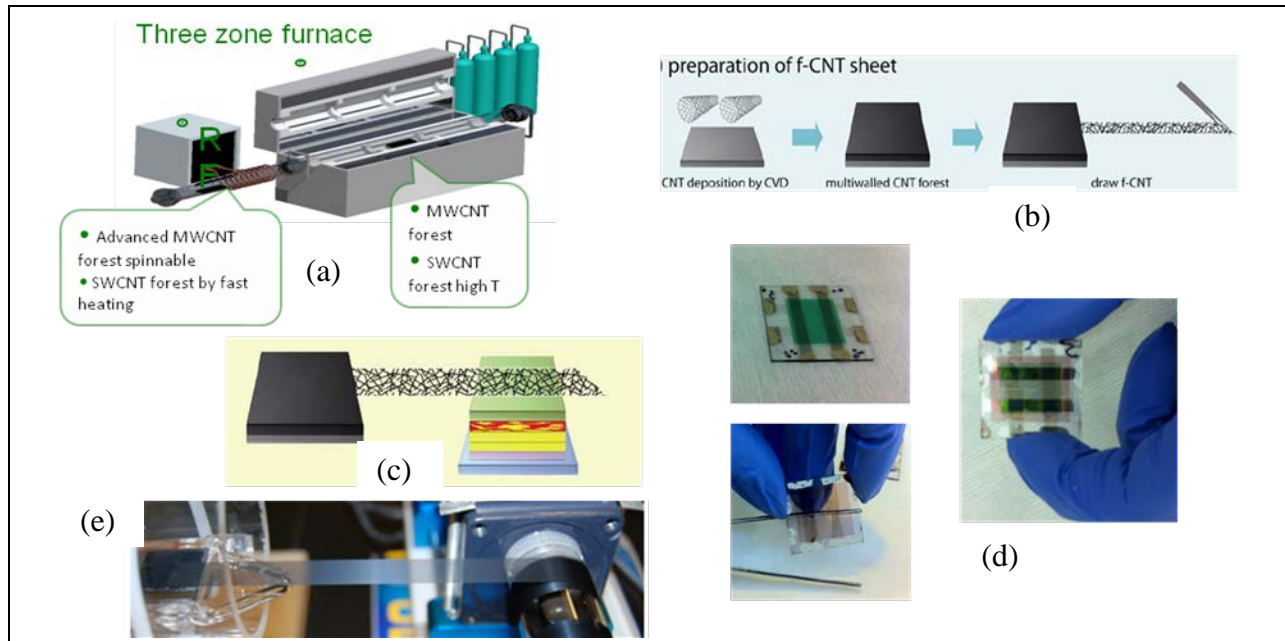 Three zone furnace
R
F
• Advanced MWCNT
forest spinnable
• SWCNT forest by fast
heating
• MWCNT
forest
• SWCNT
forest high T
(a)
) preparation of f-CNT sheet
CNT deposition by CVD
multiwalled CNT forest
draw f-CNT
(b)
(c)
(d)
(e)